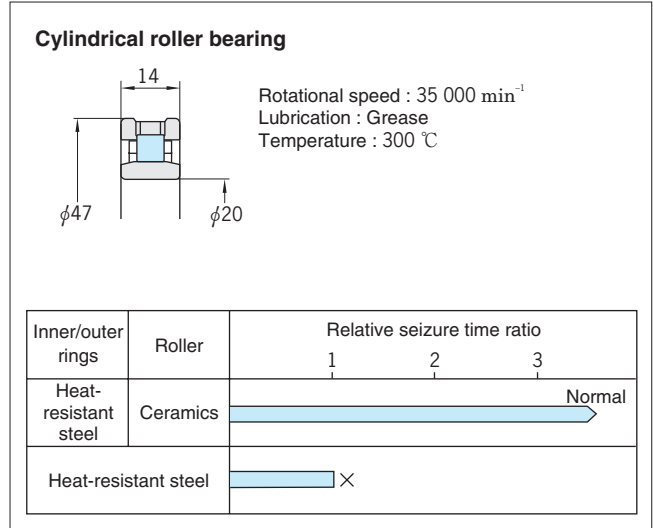 Cylindrical roller bearing
14
Rotational speed : 35 000 min⁻¹
Lubrication : Grease
Temperature : 300 ℃
ϕ47
ϕ20
Inner/outer
rings
Roller
Relative seizure time ratio
1 2 3
Heat-
resistant
steel
Ceramics
Normal
Heat-resistant steel
×